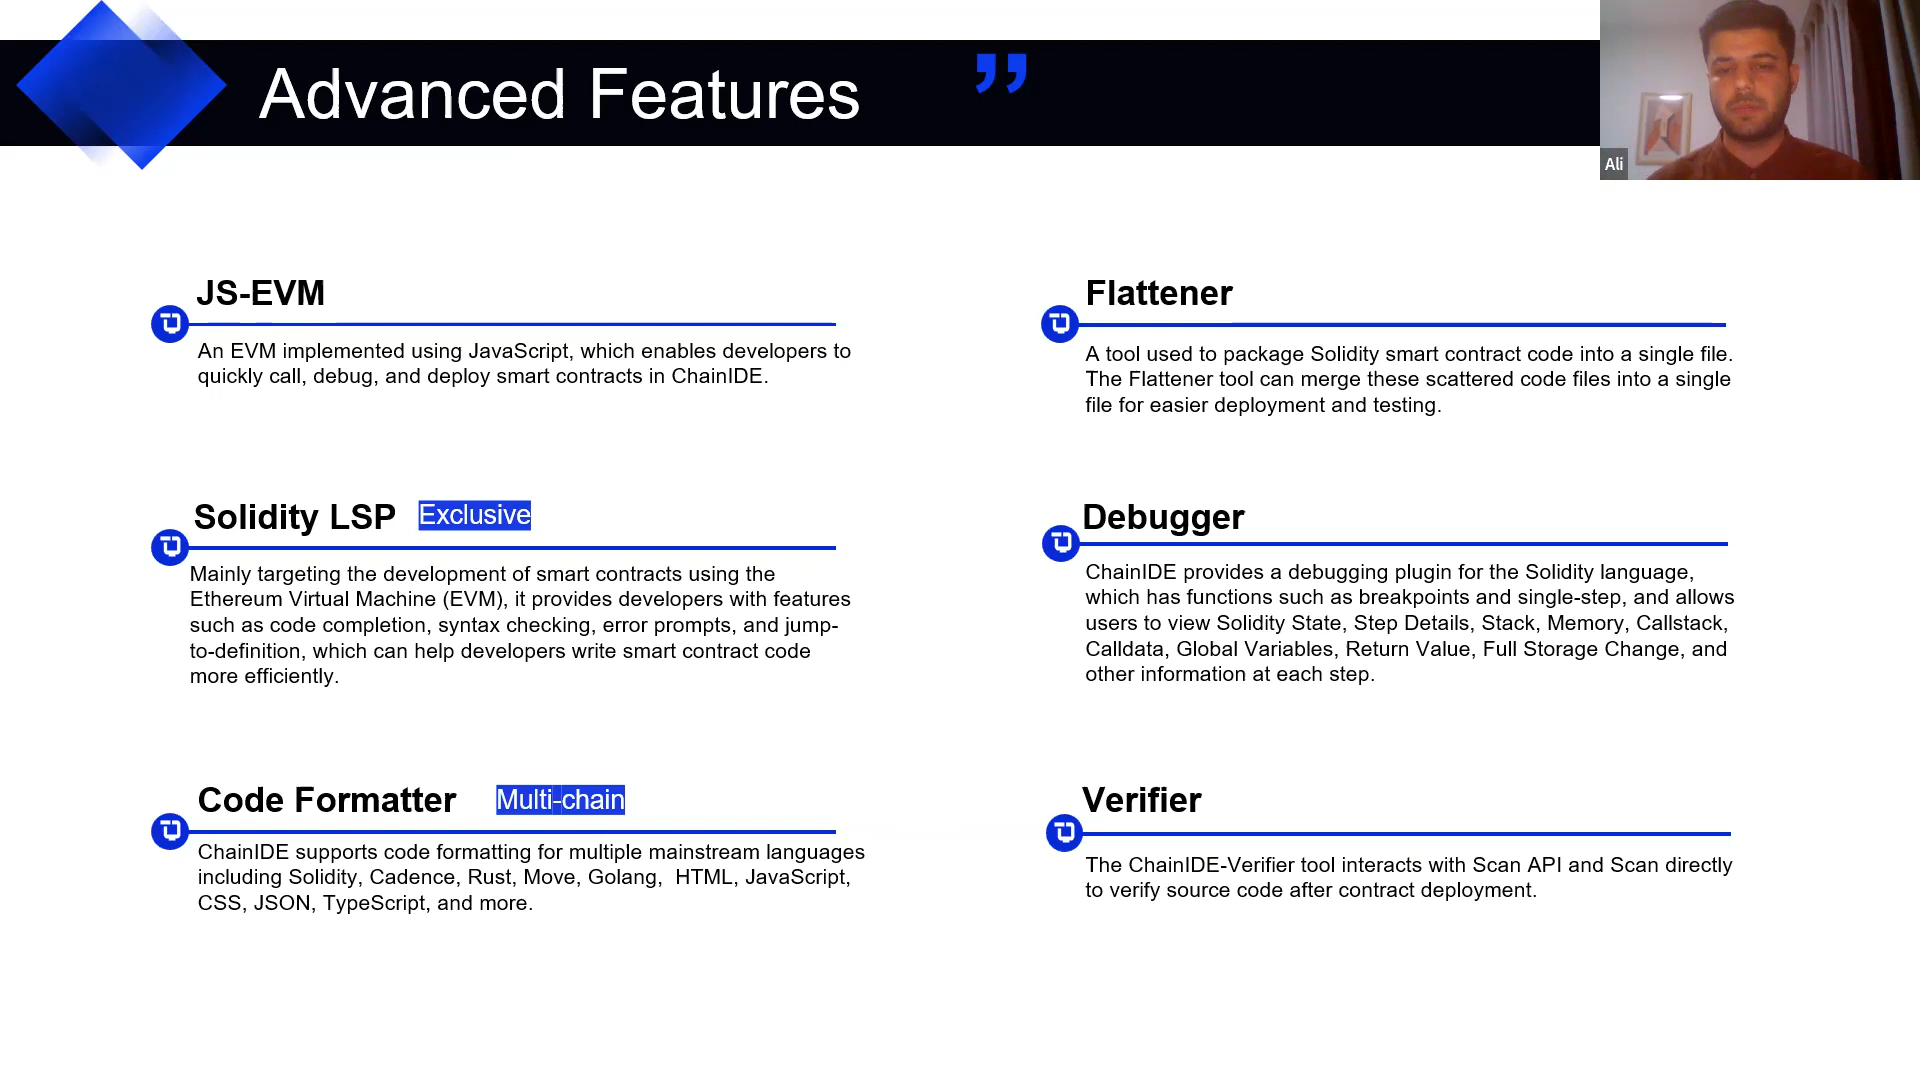 Advanced Features
”
Ali
JS-EVM
An EVM implemented using JavaScript, which enables developers to
quickly call, debug, and deploy smart contracts in ChainIDE.
Solidity LSP Exclusive
Mainly targeting the development of smart contracts using the
Ethereum Virtual Machine (EVM), it provides developers with features
such as code completion, syntax checking, error prompts, and jump-
to-definition, which can help developers write smart contract code
more efficiently.
Code Formatter Multi-chain
ChainIDE supports code formatting for multiple mainstream languages
including Solidity, Cadence, Rust, Move, Golang, HTML, JavaScript,
CSS, JSON, TypeScript, and more.
Flattener
A tool used to package Solidity smart contract code into a single file.
The Flattener tool can merge these scattered code files into a single
file for easier deployment and testing.
Debugger
ChainIDE provides a debugging plugin for the Solidity language,
which has functions such as breakpoints and single-step, and allows
users to view Solidity State, Step Details, Stack, Memory, Callstack,
Calldata, Global Variables, Return Value, Full Storage Change, and
other information at each step.
Verifier
The ChainIDE-Verifier tool interacts with Scan API and Scan directly
to verify source code after contract deployment.